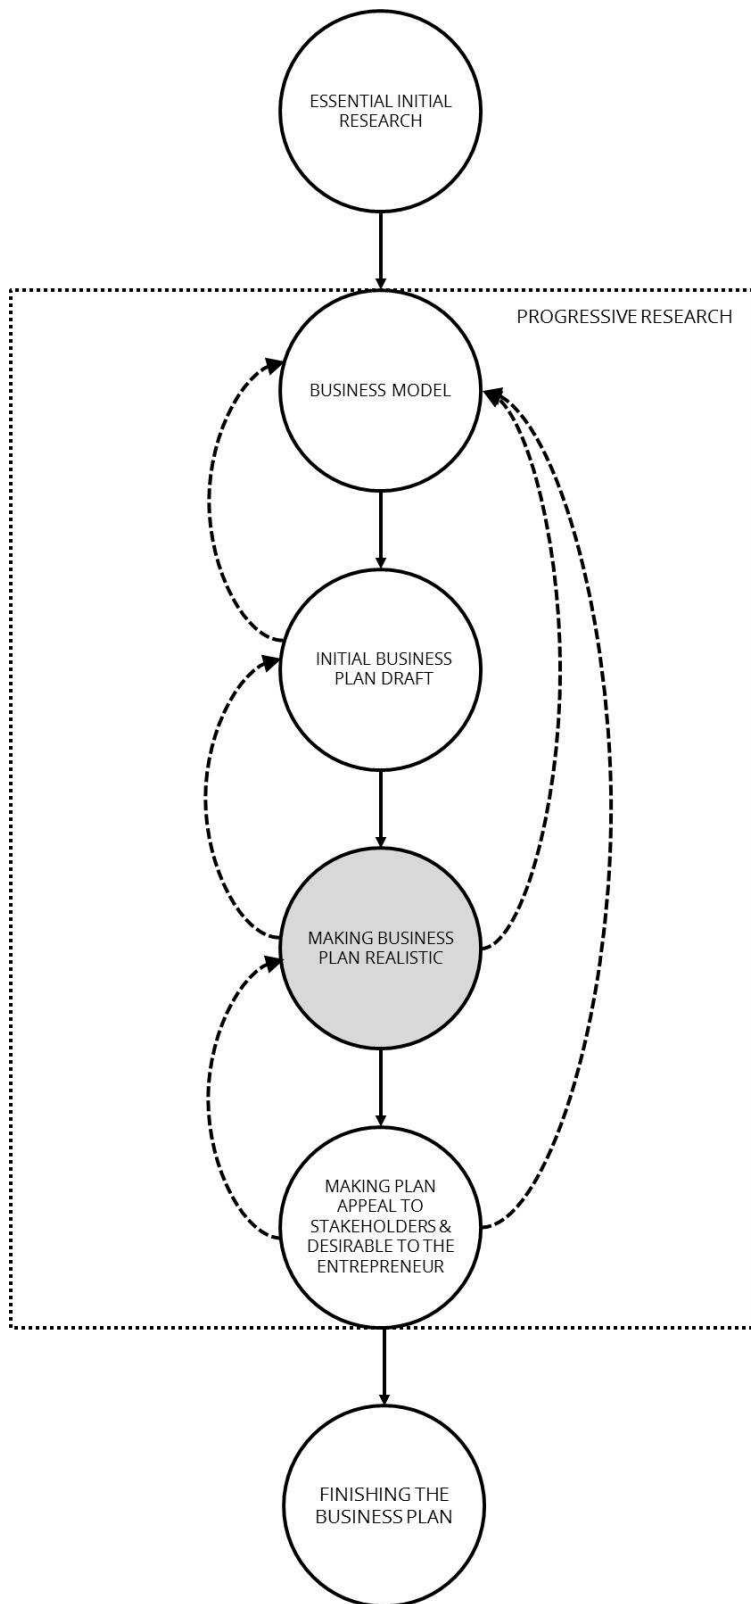 ESSENTIAL INITIAL
RESEARCH
PROGRESSIVE RESEARCH
BUSINESS MODEL
INITIAL BUSINESS
PLAN DRAFT
MAKING BUSINESS
PLAN REALISTIC
MAKING PLAN
APPEAL TO
STAKEHOLDERS &
DESIRABLE TO THE
ENTREPRENEUR
FINISHING THE
BUSINESS PLAN